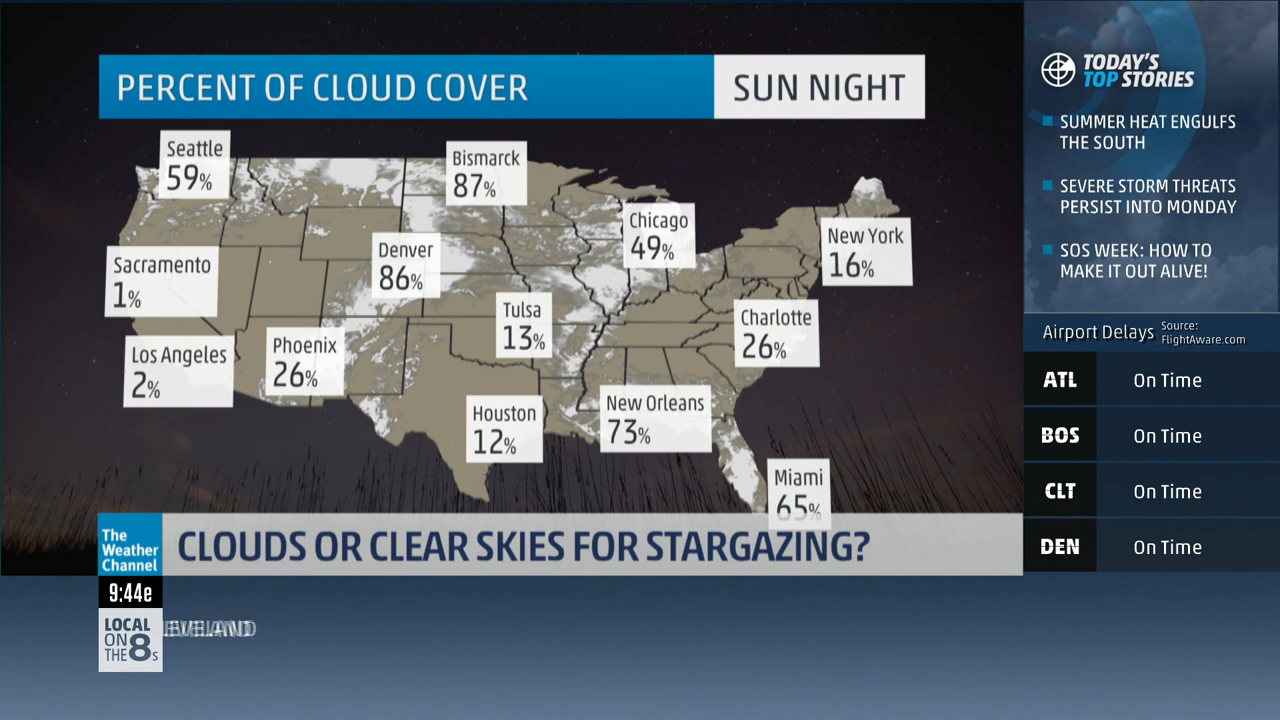 PERCENT OF CLOUD COVER
SUN NIGHT
Seattle
59%
Bismarck
87%
Chicago
49%
New York
16%
Denver
86%
Sacramento
1%
Tulsa
13%
Charlotte
26%
Los Angeles
2%
Phoenix
26%
Houston
12%
New Orleans
73%
Miami
65%
The
Weather
Channel
CLOUDS OR CLEAR SKIES FOR STARGAZING?
9:44e
LOCAL
ON
THE 8s
TODAY'S
TOP STORIES
SUMMER HEAT ENGULFS
THE SOUTH
SEVERE STORM THREATS
PERSIST INTO MONDAY
SOS WEEK: HOW TO
MAKE IT OUT ALIVE!
Airport Delays
Source:
FlightAware.com
ATL On Time
BOS On Time
CLT On Time
DEN On Time